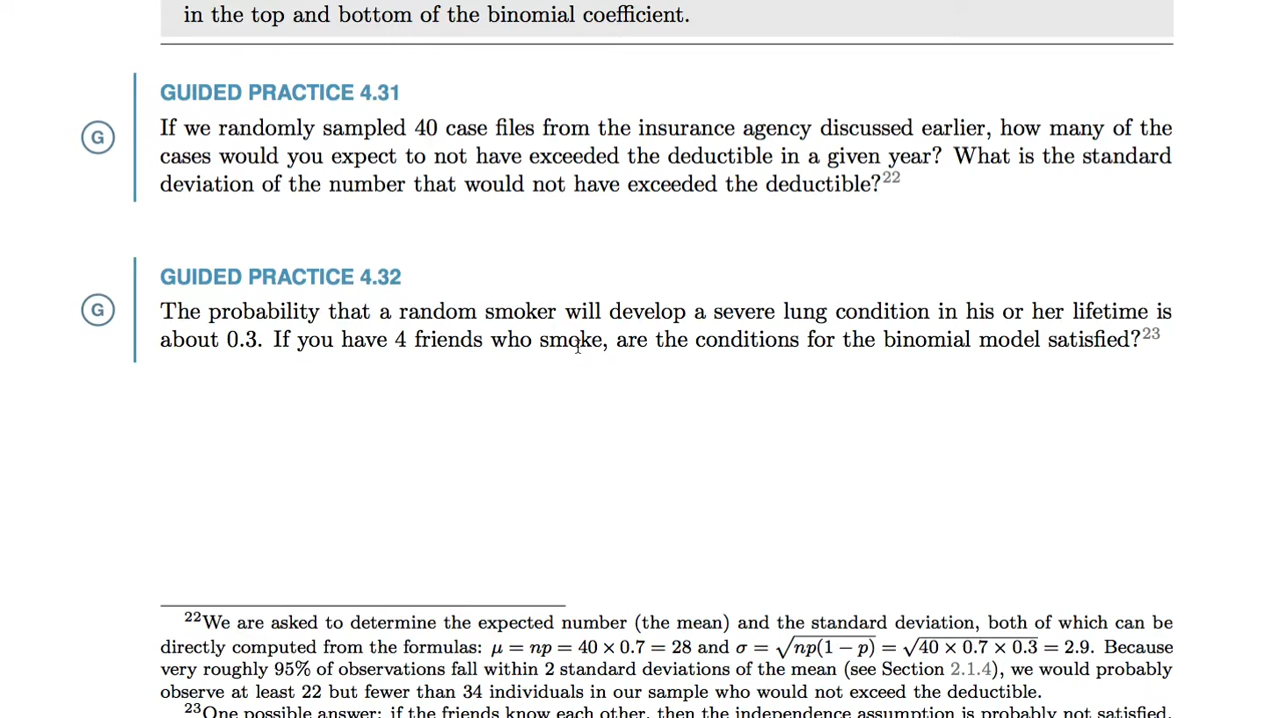 in the top and bottom of the binomial coefficient.
GUIDED PRACTICE 4.31
G
If we randomly sampled 40 case files from the insurance agency discussed earlier, how many of the
cases would you expect to not have exceeded the deductible in a given year? What is the standard
deviation of the number that would not have exceeded the deductible?22
GUIDED PRACTICE 4.32
G
The probability that a random smoker will develop a severe lung condition in his or her lifetime is
about 0.3. If you have 4 friends who smoke, are the conditions for the binomial model satisfied?23
22We are asked to determine the expected number (the mean) and the standard deviation, both of which can be
directly computed from the formulas: μ = np = 40 × 0.7 = 28 and σ = √np(1 − p) = √40 × 0.7 × 0.3 = 2.9. Because
very roughly 95% of observations fall within 2 standard deviations of the mean (see Section 2.1.4), we would probably
observe at least 22 but fewer than 34 individuals in our sample who would not exceed the deductible.
23One possible answer: if the friends know each other, then the independence assumption is probably not satisfied.